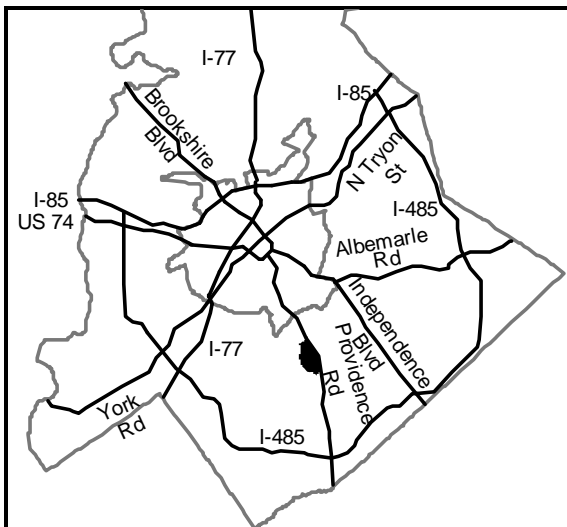 I-77
I-85
Brookshire
Blvd
N Tryon
St
I-85
US 74
I-485
Albemarle
Rd
Independence
Blvd
Providence
Rd
I-77
York
Rd
I-485